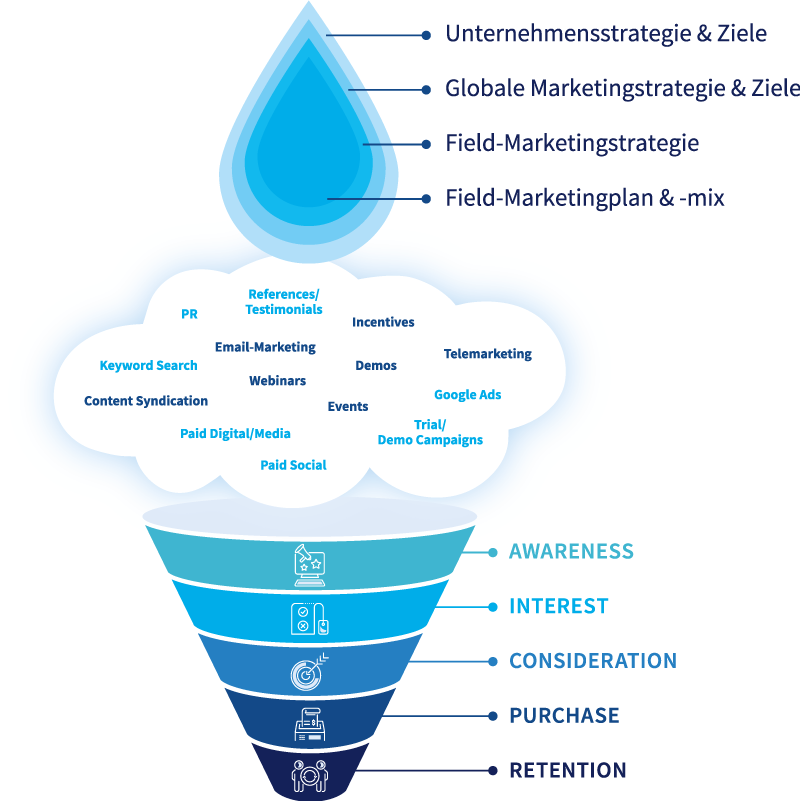 Unternehmensstrategie & Ziele
Globale Marketingstrategie & Ziele
Field-Marketingstrategie
Field-Marketingplan & -mix
References/
Testimonials
PR
Incentives
Email-Marketing
Telemarketing
Keyword Search
Demos
Webinars
Google Ads
Content Syndication
Events
Trial/
Demo Campaigns
Paid Digital/Media
Paid Social
AWARENESS
INTEREST
CONSIDERATION
PURCHASE
RETENTION